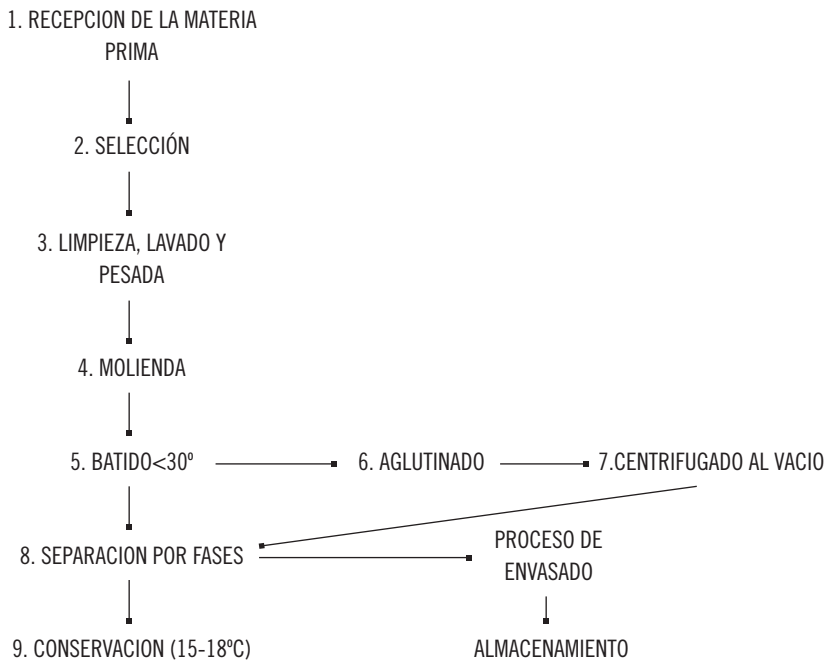 1. RECEPCION DE LA MATERIA
PRIMA
2. SELECCIÓN
3. LIMPIEZA, LAVADO Y
PESADA
4. MOLIENDA
5. BATIDO<30º
6. AGLUTINADO
7.CENTRIFUGADO AL VACIO
8. SEPARACION POR FASES
PROCESO DE
ENVASADO
9. CONSERVACION (15-18ºC)
ALMACENAMIENTO